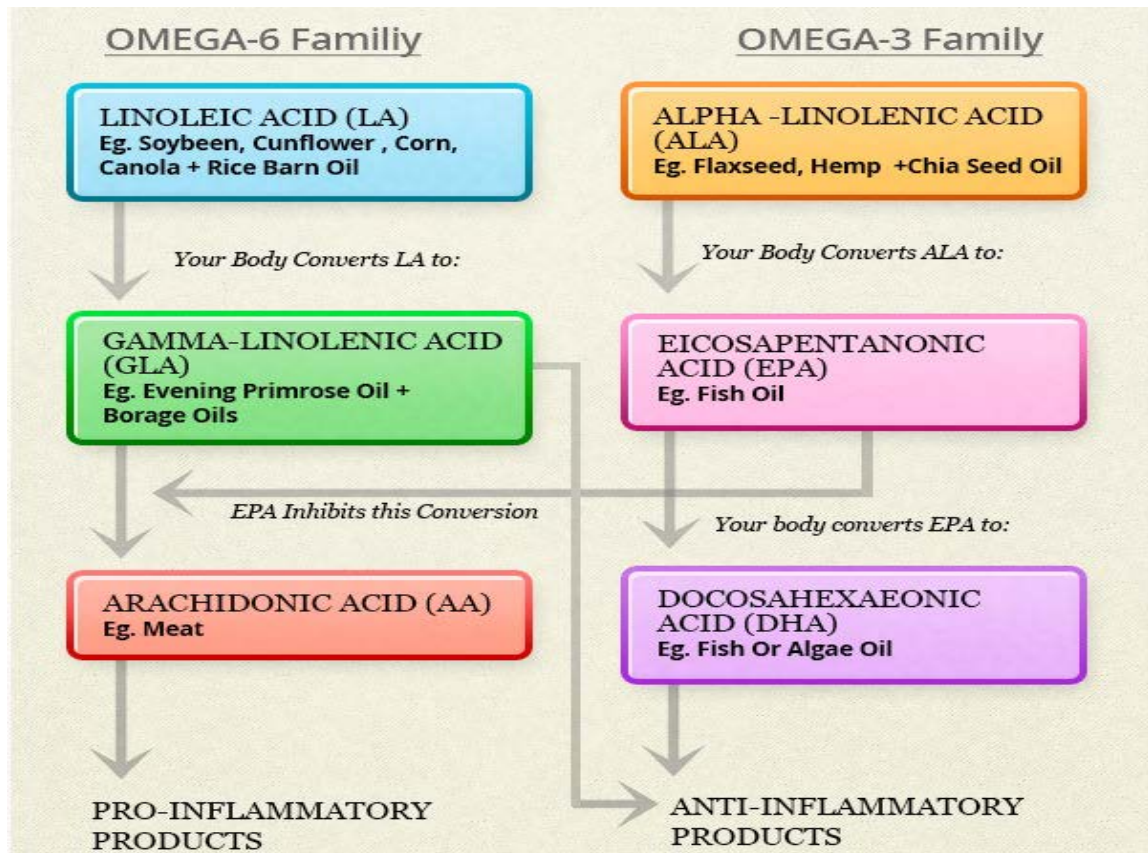 OMEGA-6 Familiy
LINOLEIC ACID (LA)
Eg. Soybeen, Cunflower , Corn,
Canola + Rice Barn Oil
Your Body Converts LA to:
GAMMA-LINOLENIC ACID
(GLA)
Eg. Evening Primrose Oil +
Borage Oils
EPA Inhibits this Conversion
ARACHIDONIC ACID (AA)
Eg. Meat
PRO-INFLAMMATORY
PRODUCTS
OMEGA-3 Family
ALPHA -LINOLENIC ACID
(ALA)
Eg. Flaxseed, Hemp +Chia Seed Oil
Your Body Converts ALA to:
EICOSAPENTANONIC
ACID (EPA)
Eg. Fish Oil
Your body converts EPA to:
DOCOSAHEXAEONIC
ACID (DHA)
Eg. Fish Or Algae Oil
ANTI-INFLAMMATORY
PRODUCTS